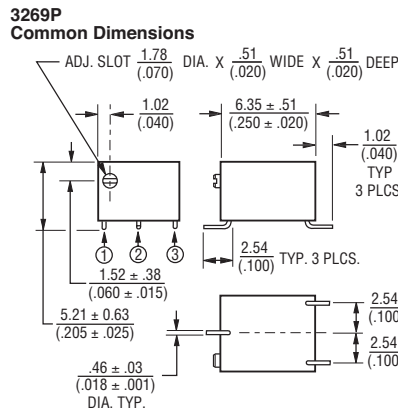 3269P
Common Dimensions
ADJ. SLOT 1.78 (.070) DIA. X .51 (.020) WIDE X .51 (.020) DEEP
1.02
(.040)
6.35 ± .51
(.250 ± .020)
1.02
(.040)
TYP
3 PLCS
1 2 3
2.54
(.100) TYP. 3 PLCS.
1.52 ± .38
(.060 ± .015)
5.21 ± 0.63
(.205 ± .025)
2.54
(.100
2.54
(.100
.46 ± .03
(.018 ± .001)
DIA. TYP.